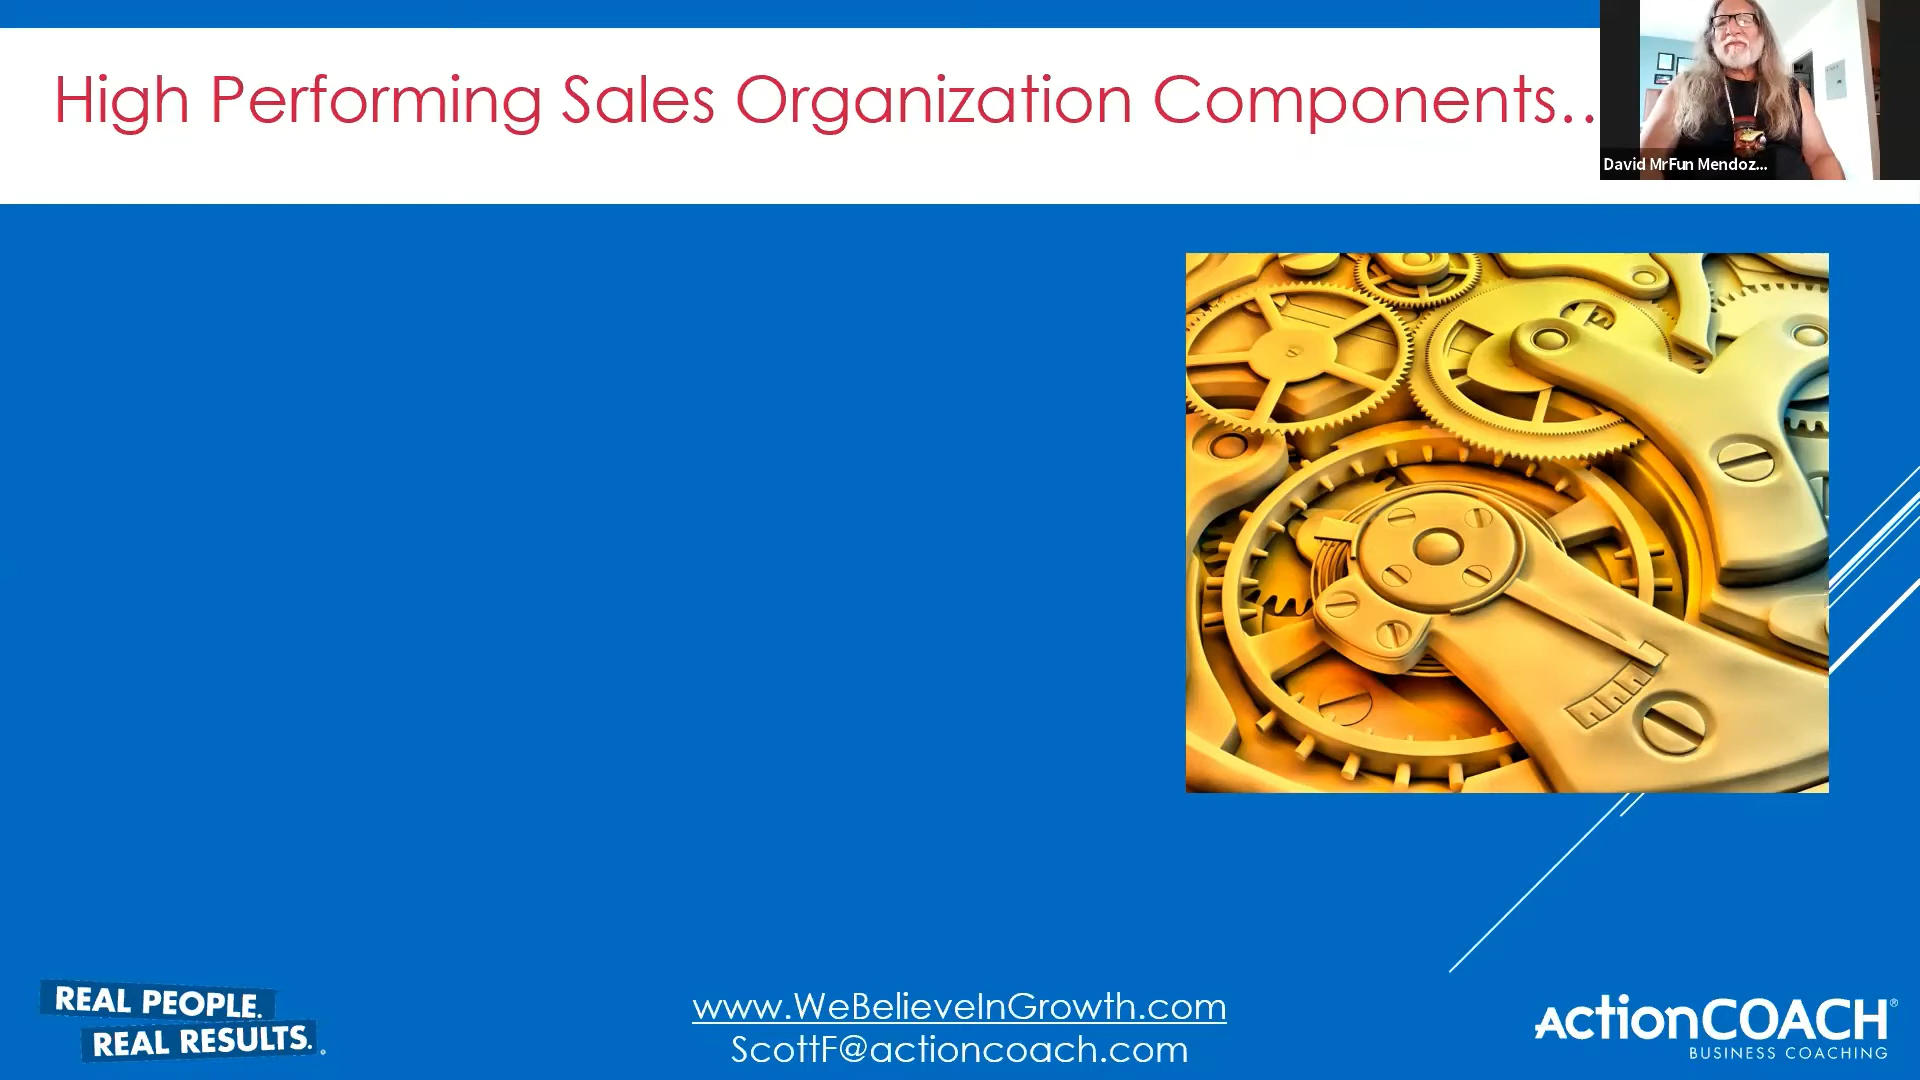 High Performing Sales Organization Components..
David MrFun Mendoz...
REAL PEOPLE.
REAL RESULTS.
www.WeBelieveInGrowth.com
ScottF@actioncoach.com
ActionCOACH®
BUSINESS COACHING